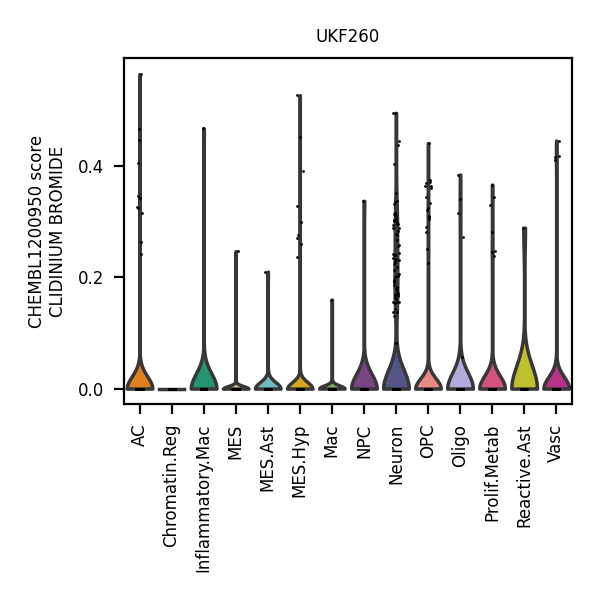 UKF260
CHEMBL1200950 score
CLIDINIUM BROMIDE
0.4
0.2
0.0
AC
Chromatin.Reg
Inflammatory.Mac
MES
MES.Ast
MES.Hyp
Mac
NPC
Neuron
OPC
Oligo
Prolif.Metab
Reactive.Ast
Vasc